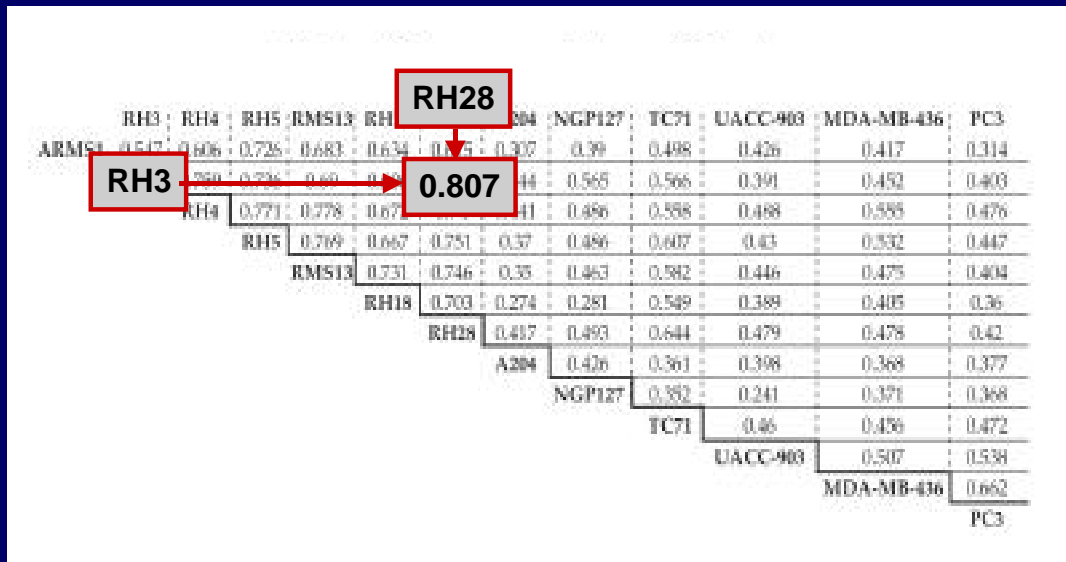 RH28
RH3 RH4 RH5 RMS13 NGP127 TC71 UACC-903 MDA-MB-436 PC3
ARMS1 0.547 0.606 0.726 0.683 0.634 0.307 0.39 0.498 0.426 0.417 0.314
RH3 0.807 0.565 0.566 0.391 0.452 0.403
RH4 0.771 0.778 0.486 0.558 0.488 0.555 0.476
RH5 0.769 0.667 0.751 0.37 0.486 0.607 0.43 0.532 0.447
RMS13 0.731 0.746 0.35 0.463 0.582 0.446 0.475 0.404
RH18 0.703 0.274 0.281 0.549 0.389 0.405 0.36
RH28 0.417 0.493 0.644 0.479 0.478 0.42
A204 0.426 0.361 0.398 0.368 0.377
NGP127 0.352 0.241 0.371 0.368
TC71 0.46 0.456 0.472
UACC-903 0.507 0.538
MDA-MB-436 0.662
PC3